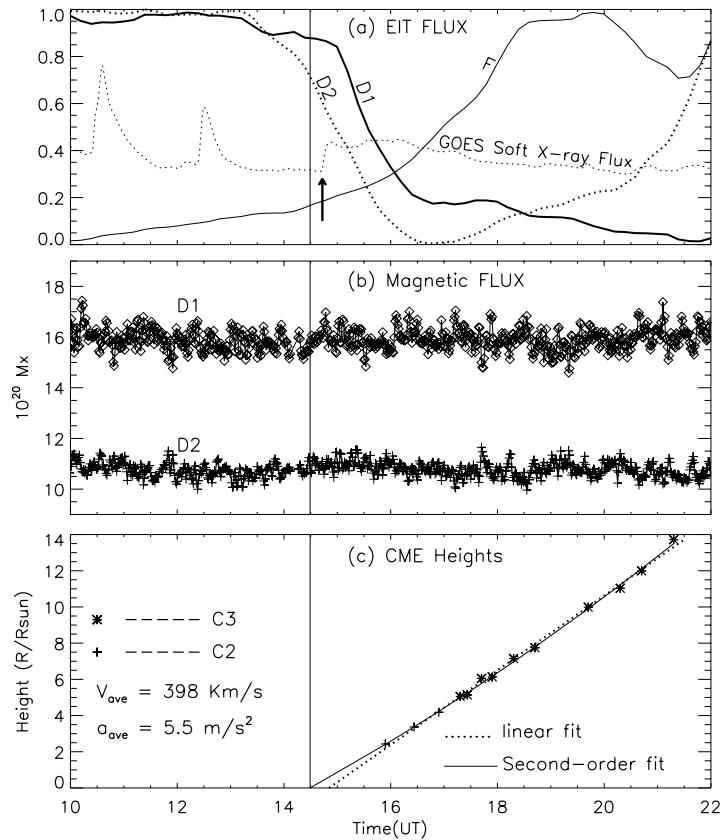 (a) EIT FLUX
1.0
0.8
0.6
0.4
0.2
0.0
D2
D1
F
GOES Soft X-ray Flux
(b) Magnetic FLUX
18
16
14
12
10
10²⁰ Mx
D1
D2
(c) CME Heights
14
12
10
8
6
4
2
0
Height (R/Rsun)
C3
C2
Vave = 398 Km/s
aave = 5.5 m/s²
linear fit
Second-order fit
10 12 14 16 18 20 22
Time(UT)